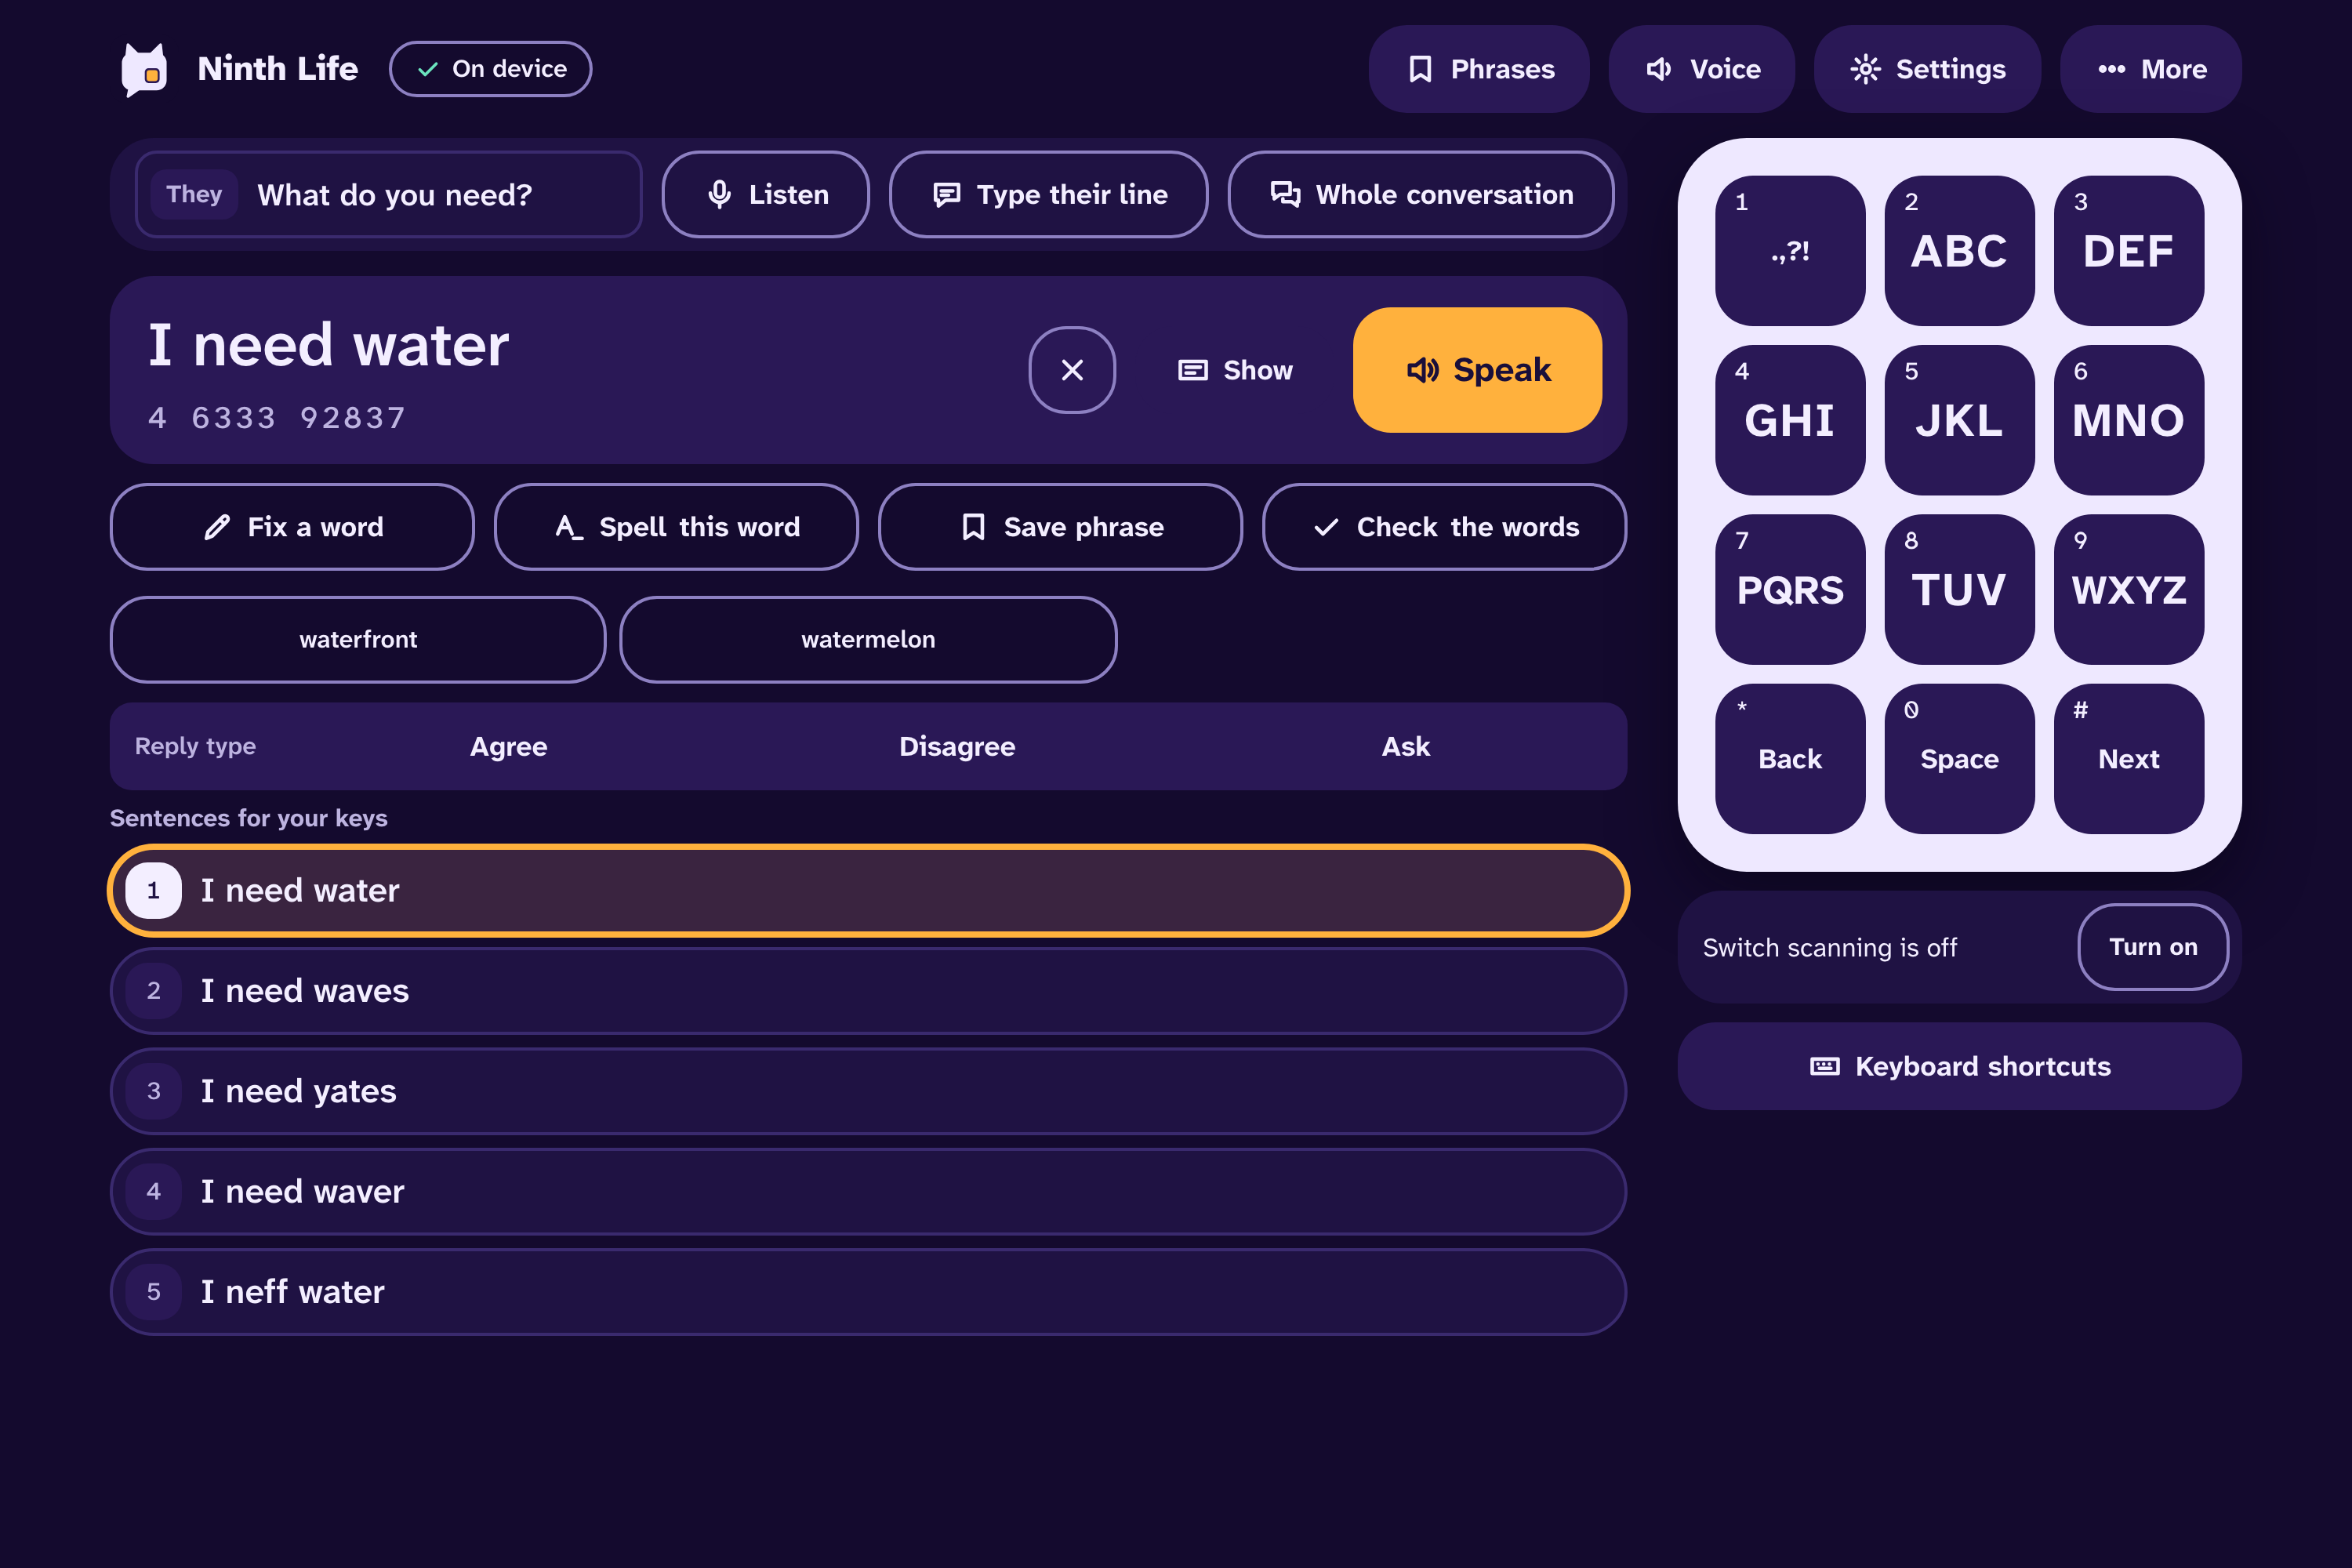 Ninth Life
On device
Phrases
Voice
Settings
More
They
What do you need?
Listen
Type their line
Whole conversation
I need water
4 6333 92837
Show
Speak
Fix a word
Spell this word
Save phrase
Check the words
waterfront
watermelon
Reply type
Agree
Disagree
Ask
Sentences for your keys
1 I need water
2 I need waves
3 I need yates
4 I need waver
5 I neff water
1 .,?!
2 ABC
3 DEF
4 GHI
5 JKL
6 MNO
7 PQRS
8 TUV
9 WXYZ
* Back
0 Space
# Next
Switch scanning is off
Turn on
Keyboard shortcuts